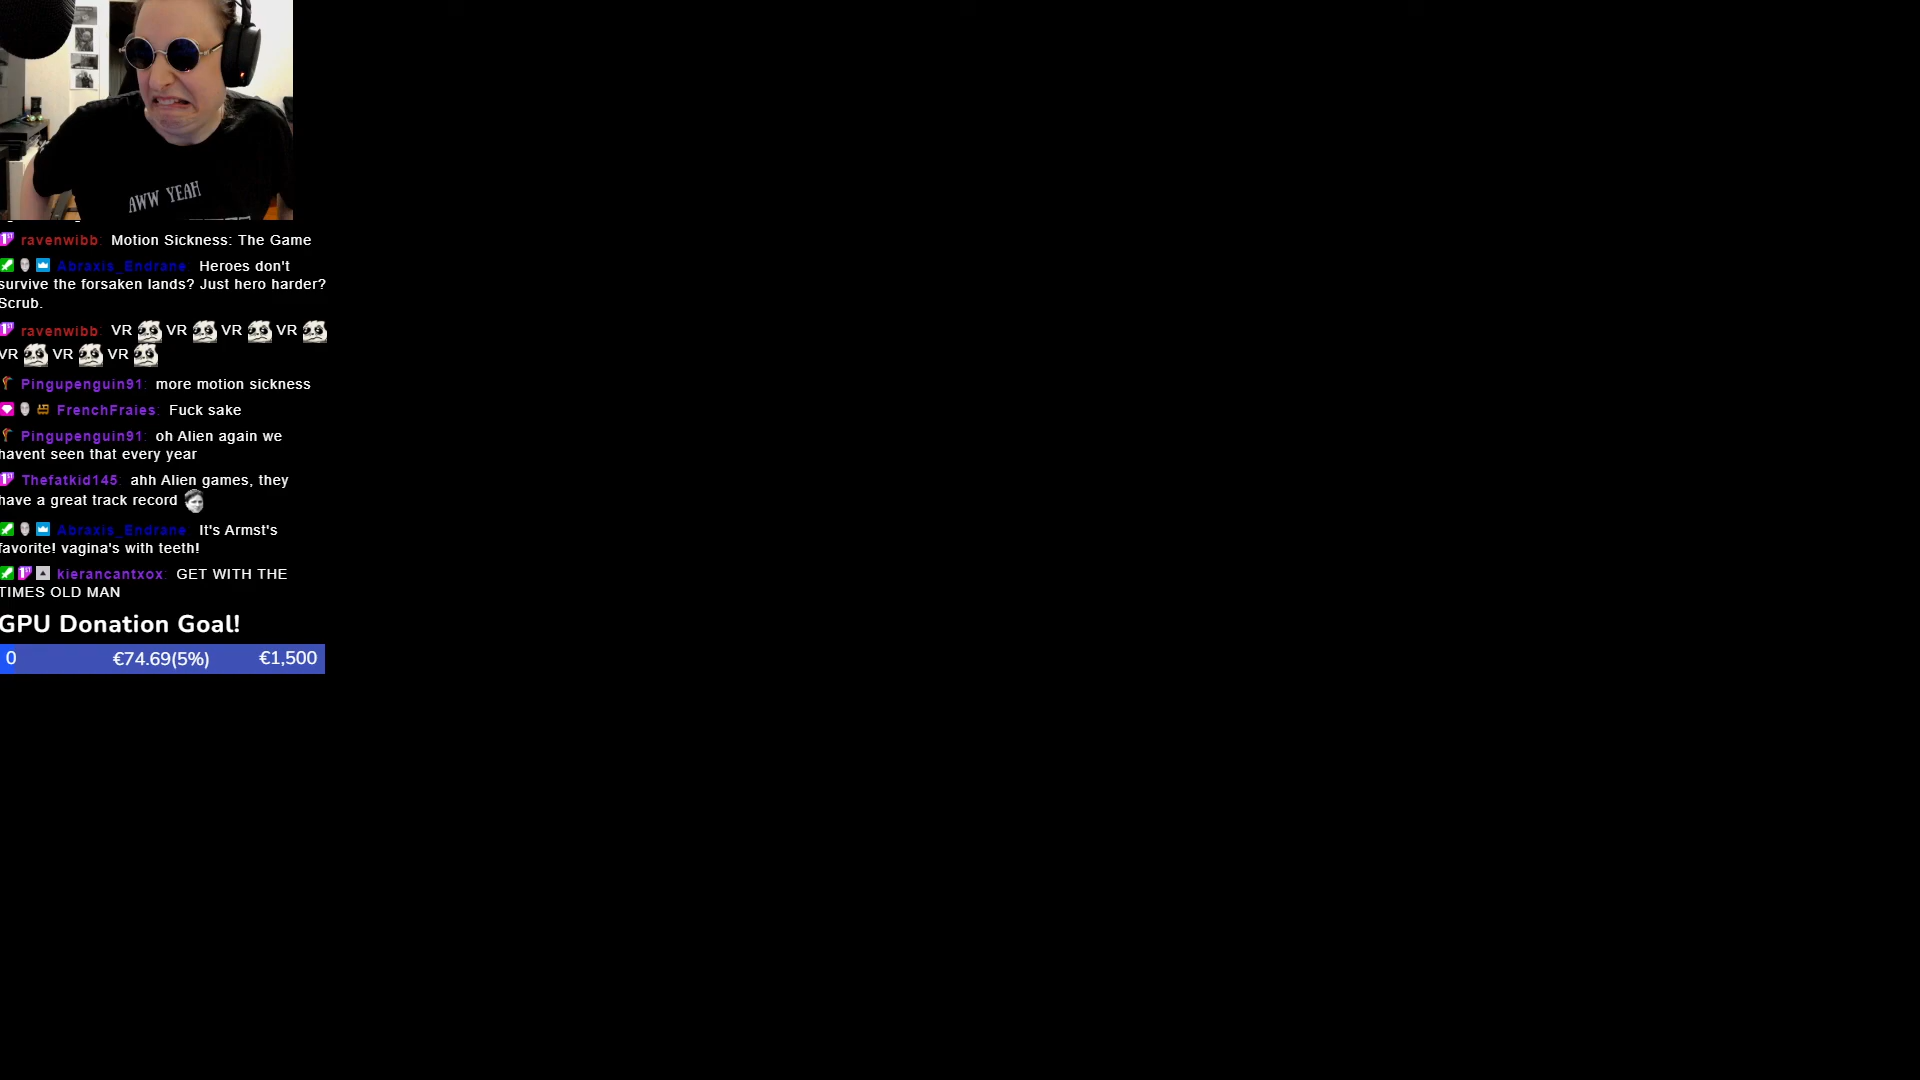 AWW YEAH
ravenwibb: Motion Sickness: The Game
Abraxis_Endrane: Heroes don't
survive the forsaken lands? Just hero harder?
Scrub.
ravenwibb: VR VR VR VR
VR VR VR
Pingupenguin91: more motion sickness
FrenchFraies: Fuck sake
Pingupenguin91: oh Alien again we
havent seen that every year
Thefatkid145: ahh Alien games, they
have a great track record
Abraxis_Endrane: It's Armst's
favorite! vagina's with teeth!
kierancantxox: GET WITH THE
TIMES OLD MAN
GPU Donation Goal!
0 €74.69(5%) €1,500